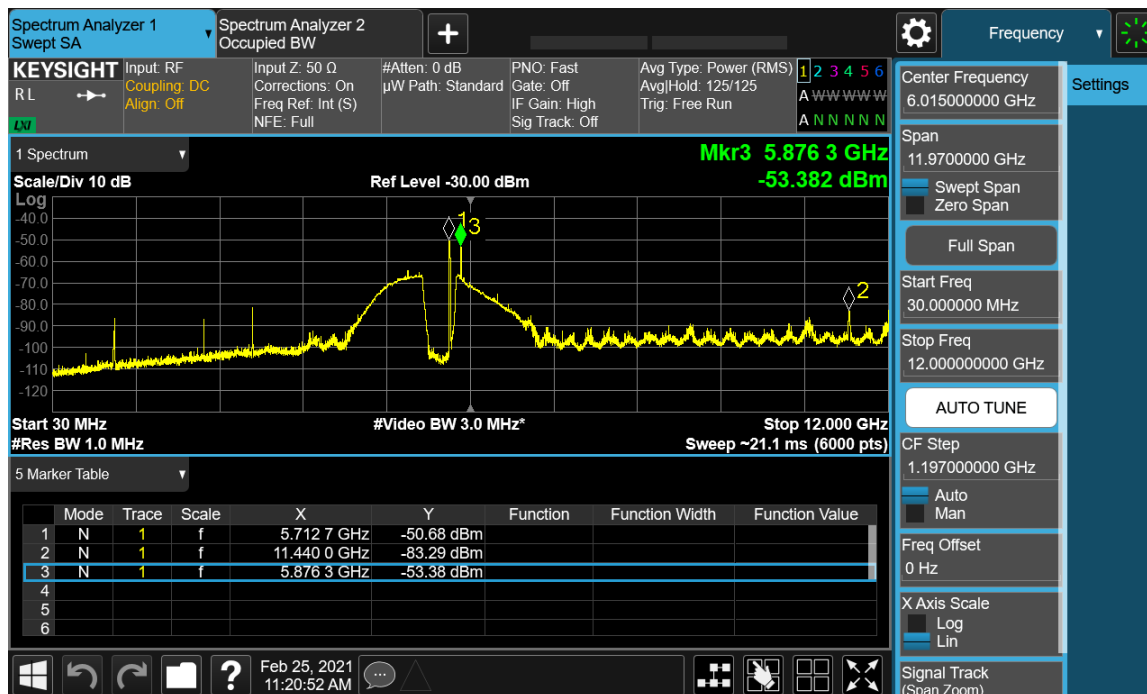 Spectrum Analyzer 1
Swept SA
Spectrum Analyzer 2
Occupied BW
Frequency
KEYSIGHT
R L
LXI
Input: RF
Coupling: DC
Align: Off
Input Z: 50 Ω
Corrections: On
Freq Ref: Int (S)
NFE: Full
#Atten: 0 dB
µW Path: Standard
PNO: Fast
Gate: Off
IF Gain: High
Sig Track: Off
Avg Type: Power (RMS)
Avg|Hold: 125/125
Trig: Free Run
1 2 3 4 5 6
A W W W W W
A N N N N N
1 Spectrum
Mkr3 5.876 3 GHz
-53.382 dBm
Scale/Div 10 dB
Ref Level -30.00 dBm
Log
-40.0
-50.0
-60.0
-70.0
-80.0
-90.0
-100
-110
-120
1
3
2
Start 30 MHz
#Video BW 3.0 MHz*
Stop 12.000 GHz
#Res BW 1.0 MHz
Sweep ~21.1 ms (6000 pts)
5 Marker Table
Mode Trace Scale X Y Function Function Width Function Value
1 N 1 f 5.712 7 GHz -50.68 dBm
2 N 1 f 11.440 0 GHz -83.29 dBm
3 N 1 f 5.876 3 GHz -53.38 dBm
4
5
6
Feb 25, 2021
11:20:52 AM
?
Center Frequency
6.015000000 GHz
Settings
Span
11.9700000 GHz
Swept Span
Zero Span
Full Span
Start Freq
30.000000 MHz
Stop Freq
12.000000000 GHz
AUTO TUNE
CF Step
1.197000000 GHz
Auto
Man
Freq Offset
0 Hz
X Axis Scale
Log
Lin
Signal Track
(Span Zoom)